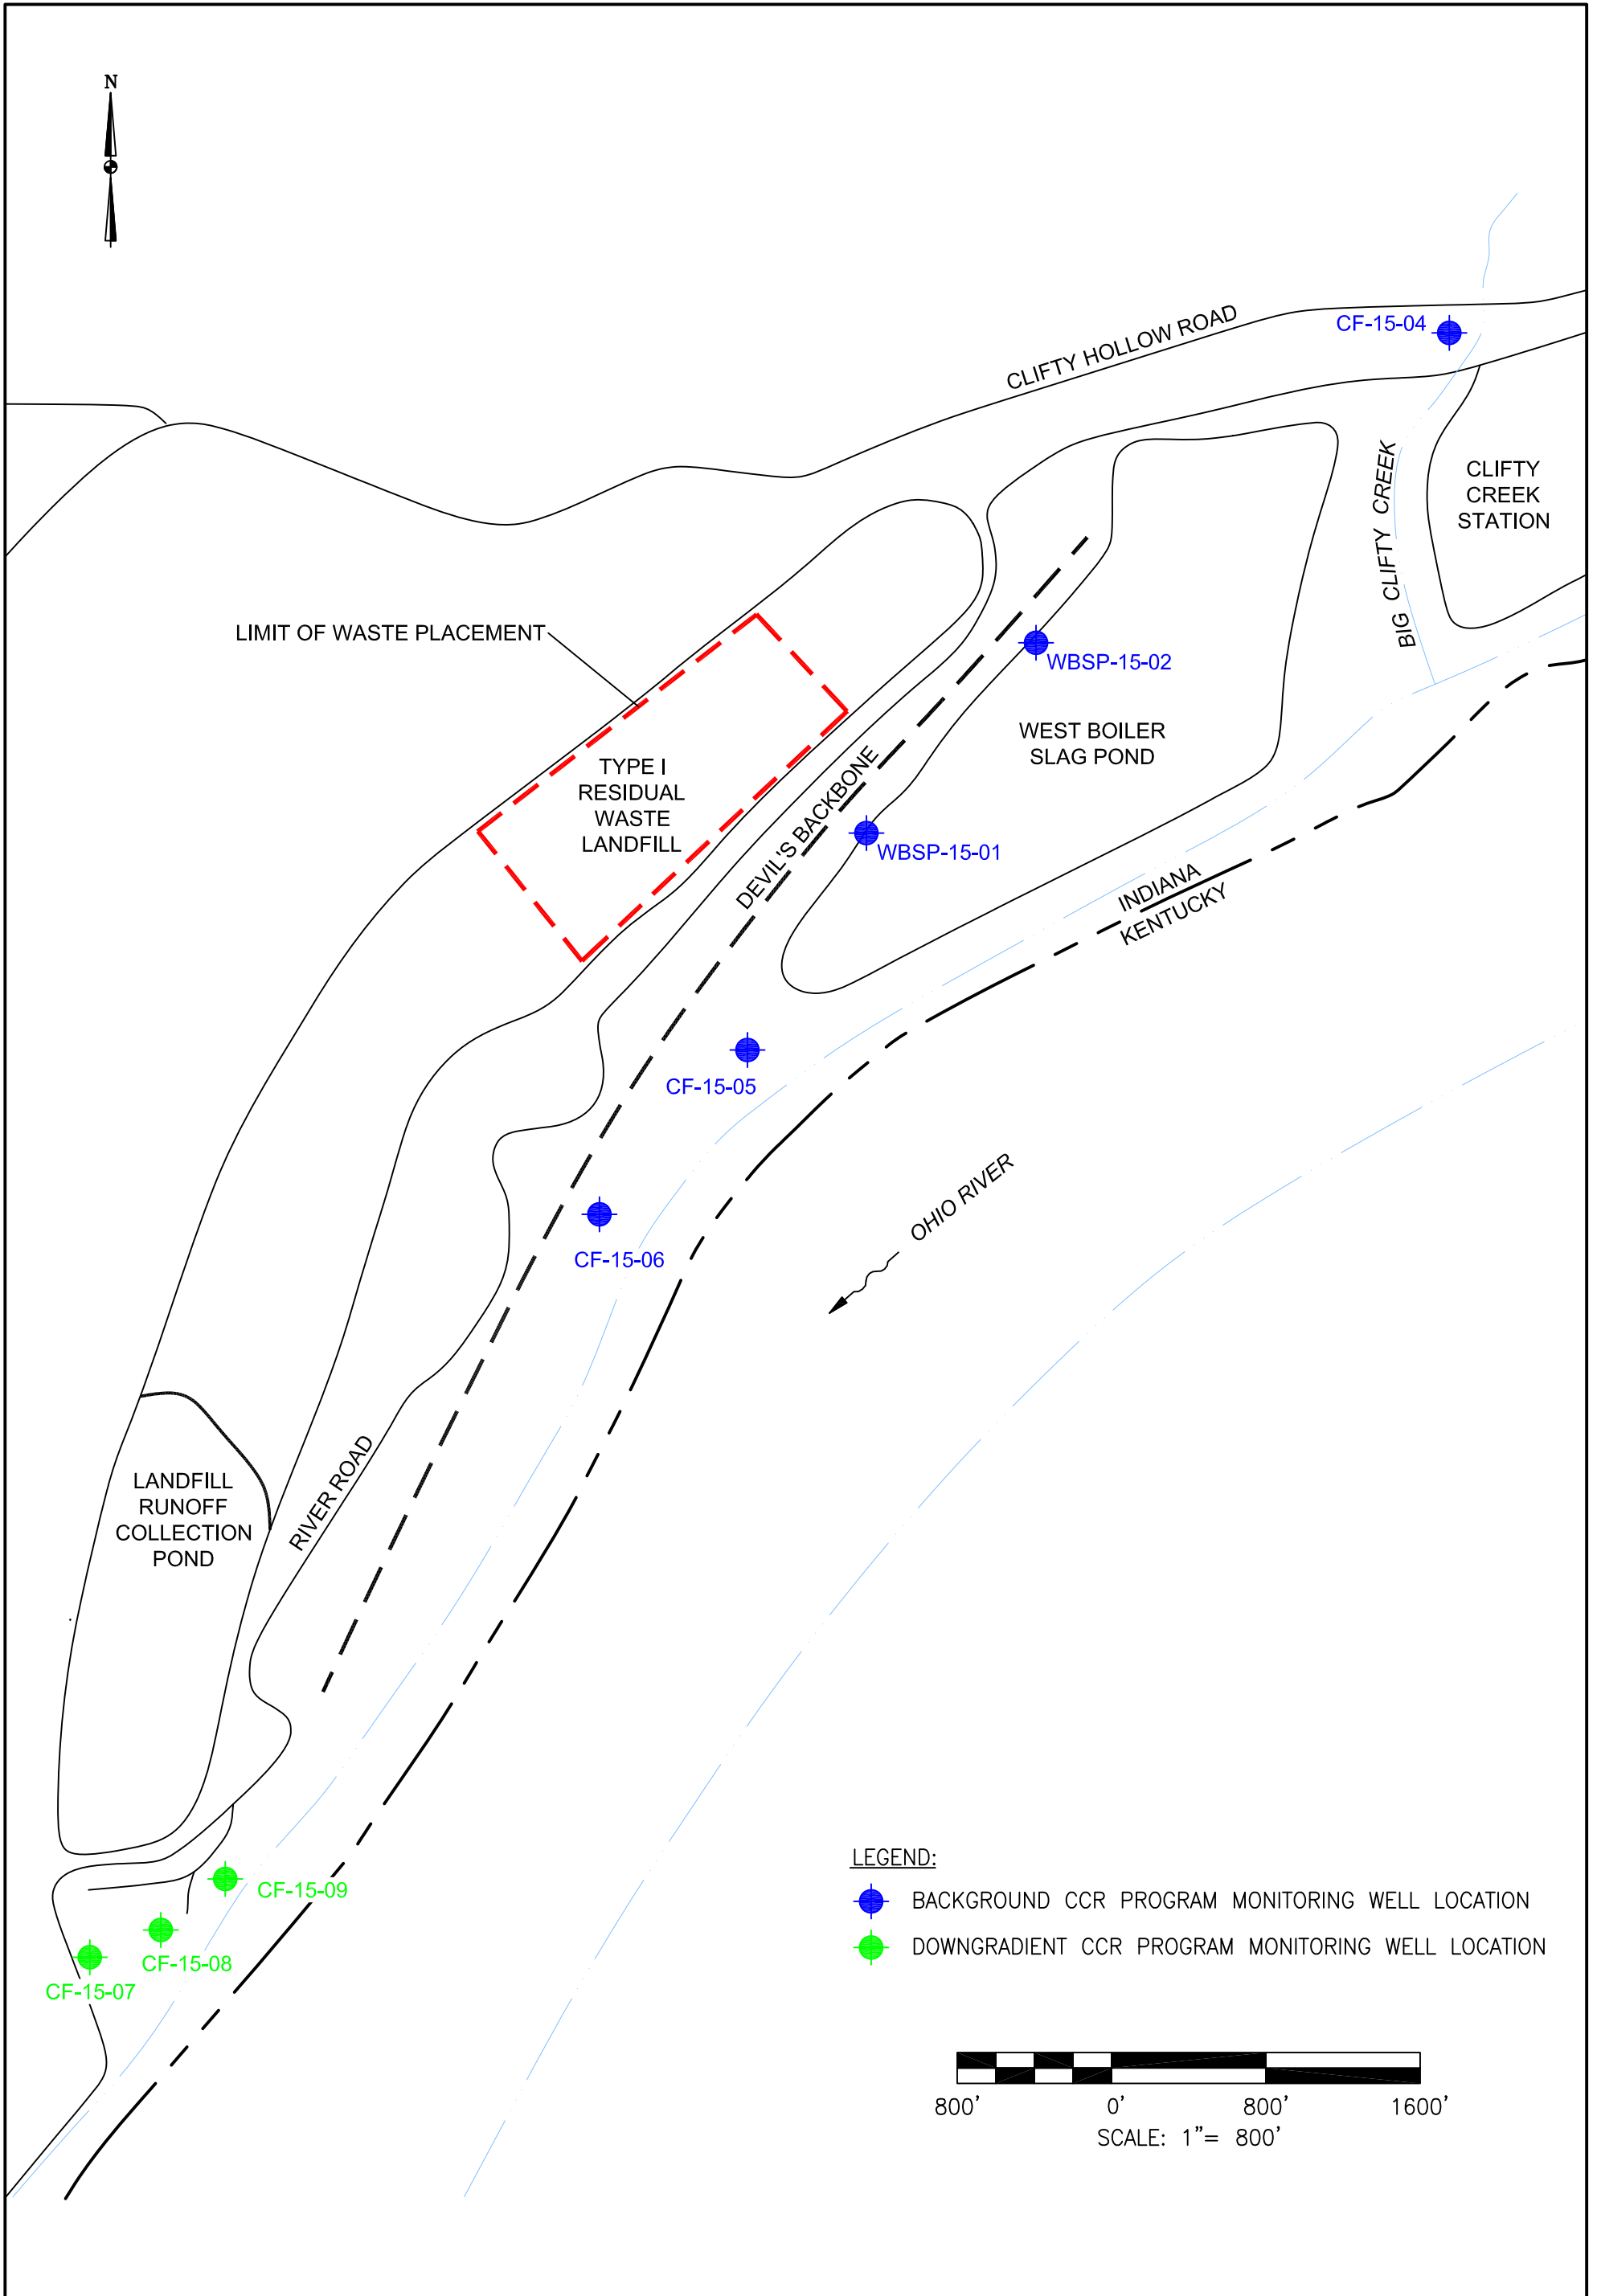 N
CLIFTY HOLLOW ROAD
CF-15-04
BIG CLIFTY CREEK
CLIFTY
CREEK
STATION
LIMIT OF WASTE PLACEMENT
WBSP-15-02
WEST BOILER
SLAG POND
TYPE I
RESIDUAL
WASTE
LANDFILL
DEVIL'S BACKBONE
WBSP-15-01
INDIANA
KENTUCKY
CF-15-05
OHIO RIVER
CF-15-06
LANDFILL
RUNOFF
COLLECTION
POND
RIVER ROAD
CF-15-09
CF-15-08
CF-15-07
LEGEND:
BACKGROUND CCR PROGRAM MONITORING WELL LOCATION
DOWNGRADIENT CCR PROGRAM MONITORING WELL LOCATION
800' 0' 800' 1600'
SCALE: 1"= 800'